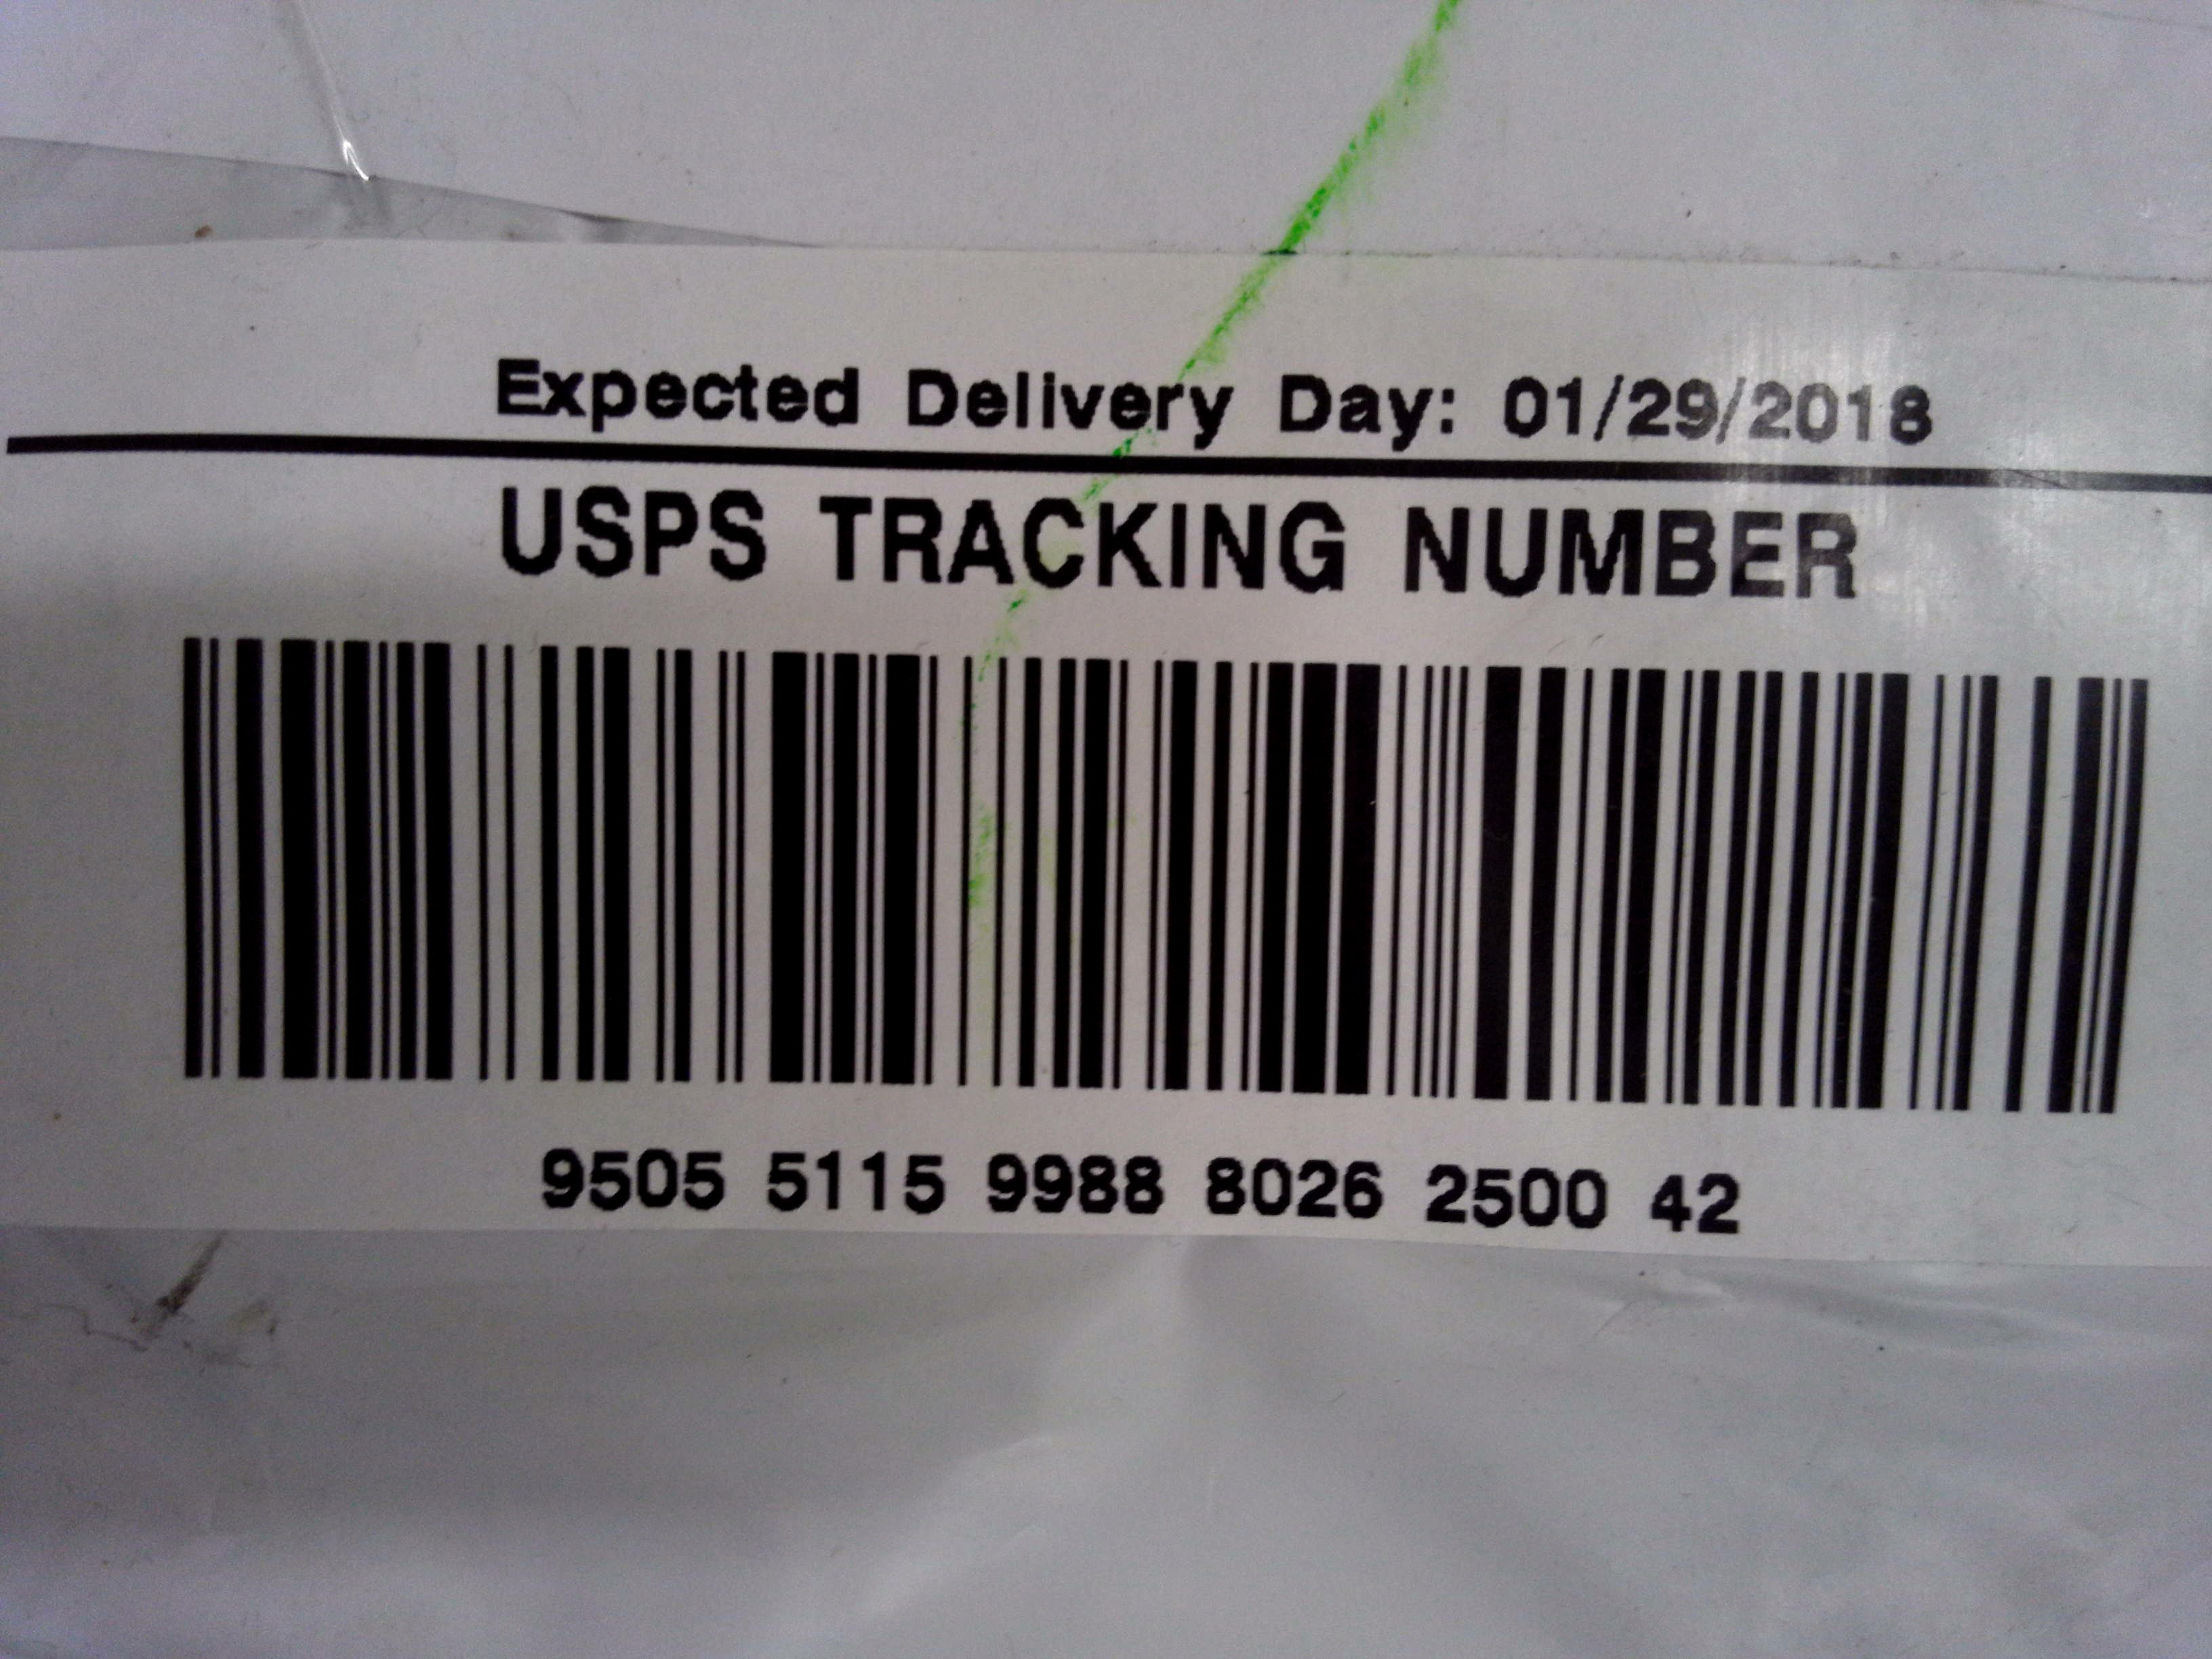 Expected Delivery Day: 01/29/2018
USPS TRACKING NUMBER
9505 5115 9988 8026 2500 42